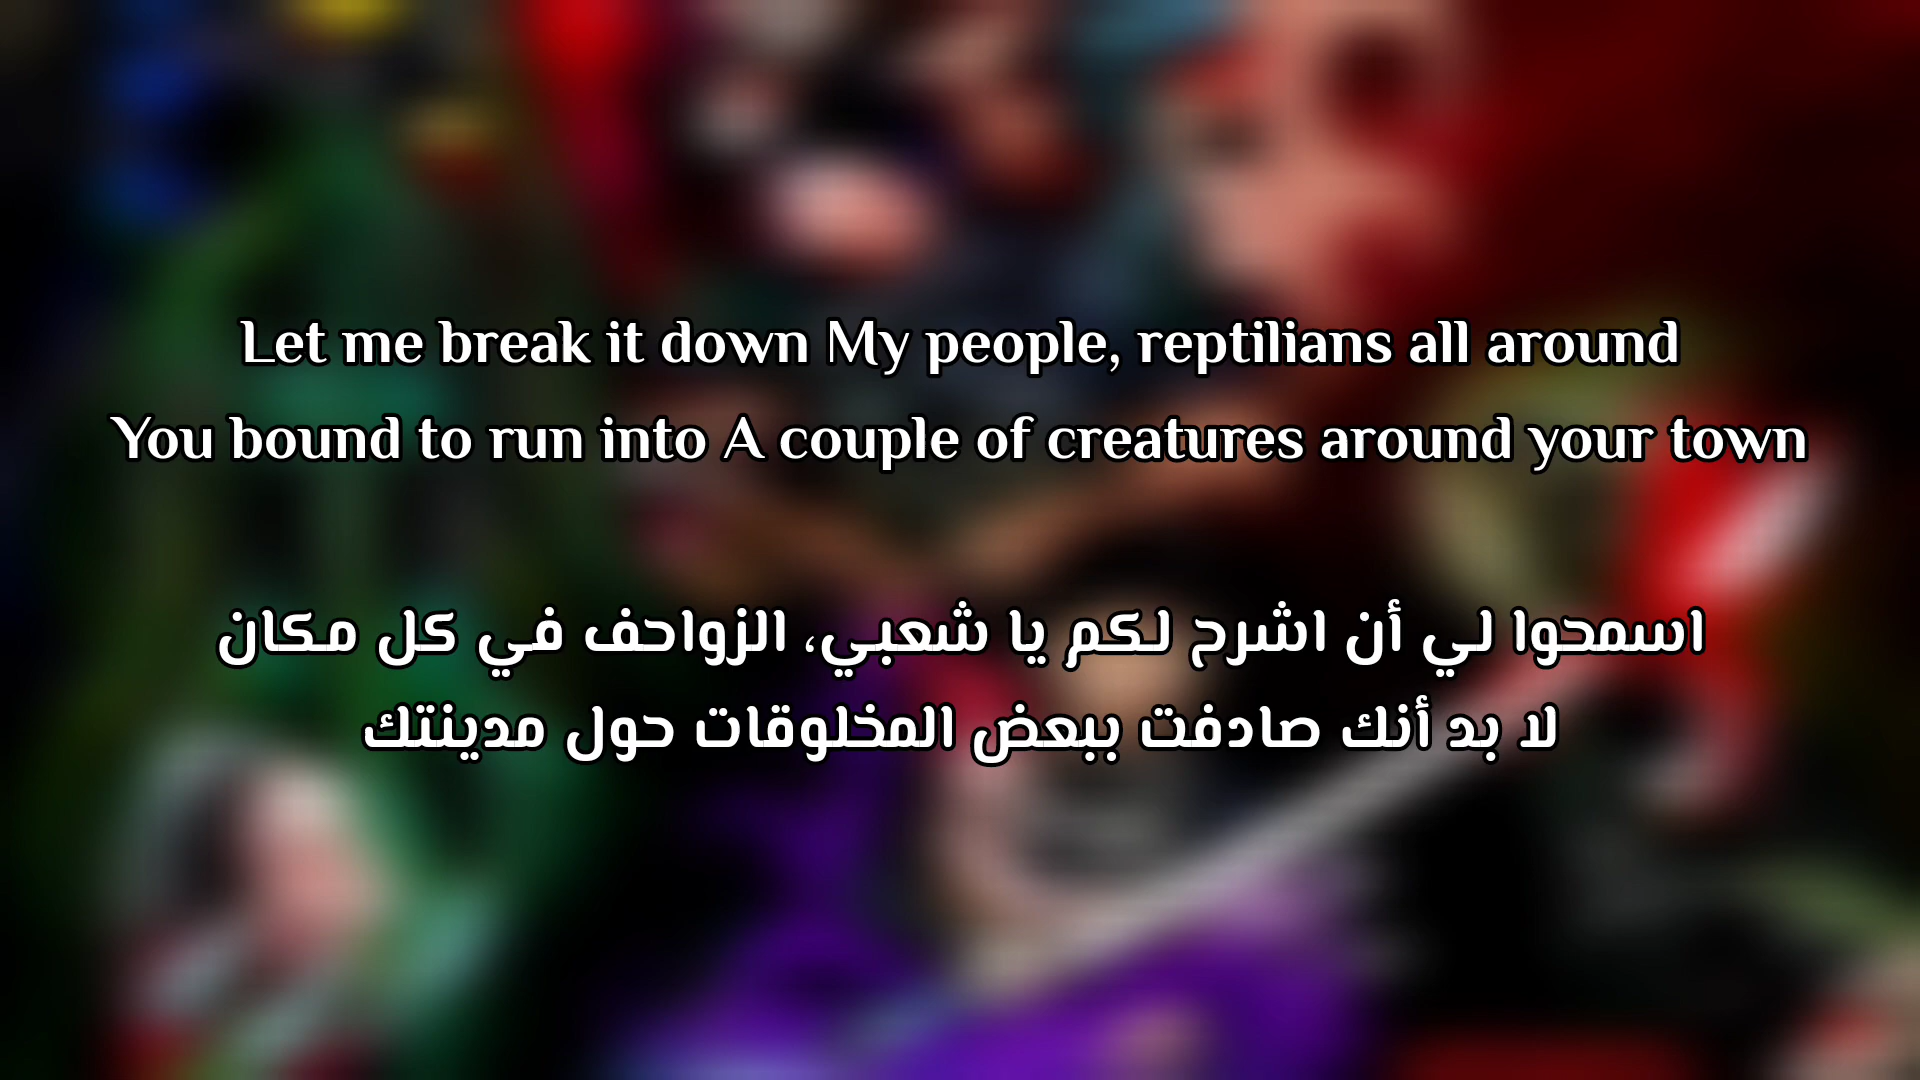 Let me break it down My people, reptilians all around
You bound to run into A couple of creatures around your town
اسمحوا لي أن اشرح لكم يا شعبي، الزواحف في كل مكان
لا بد أنك صادفت ببعض المخلوقات حول مدينتك